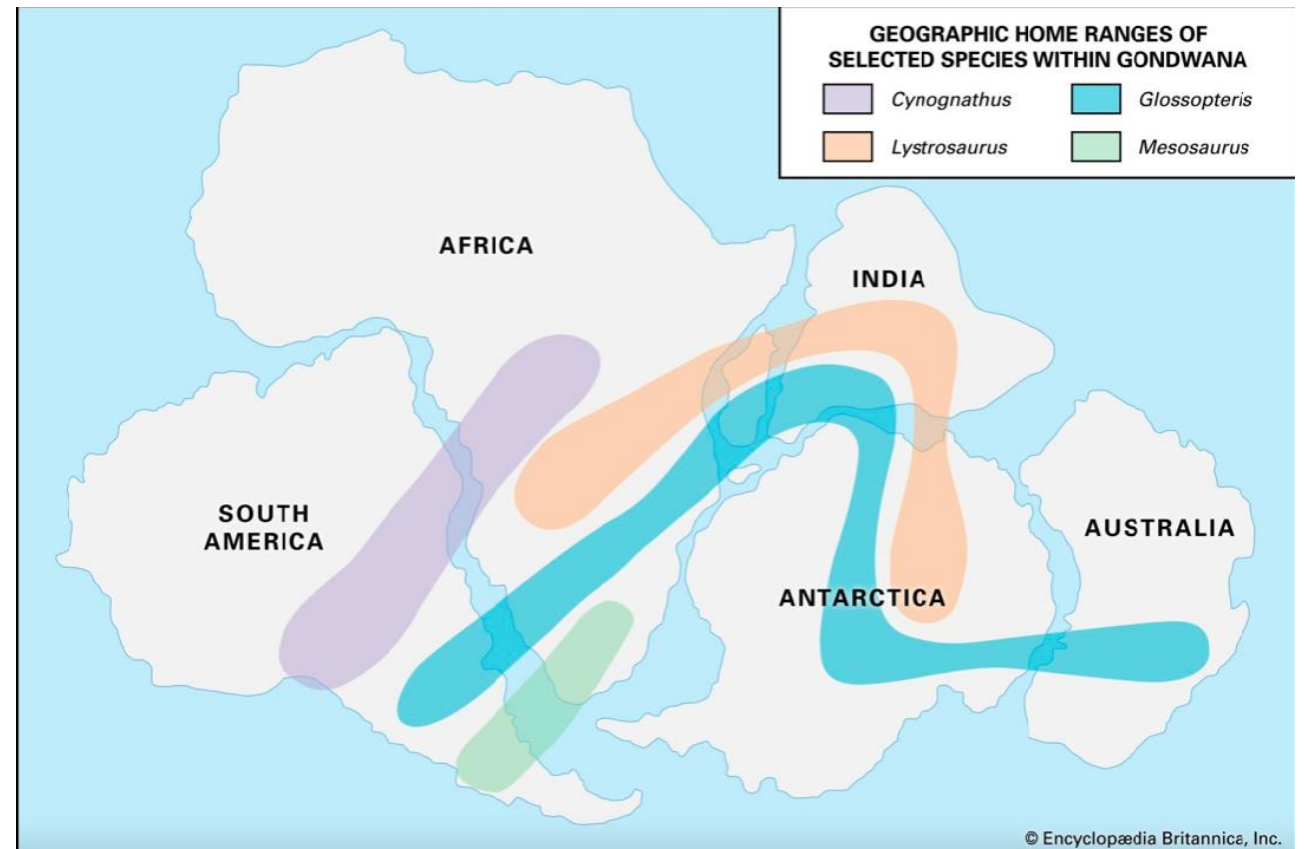 GEOGRAPHIC HOME RANGES OF
SELECTED SPECIES WITHIN GONDWANA
Cynognathus
Glossopteris
Lystrosaurus
Mesosaurus
AFRICA
INDIA
SOUTH
AMERICA
AUSTRALIA
ANTARCTICA
© Encyclopædia Britannica, Inc.